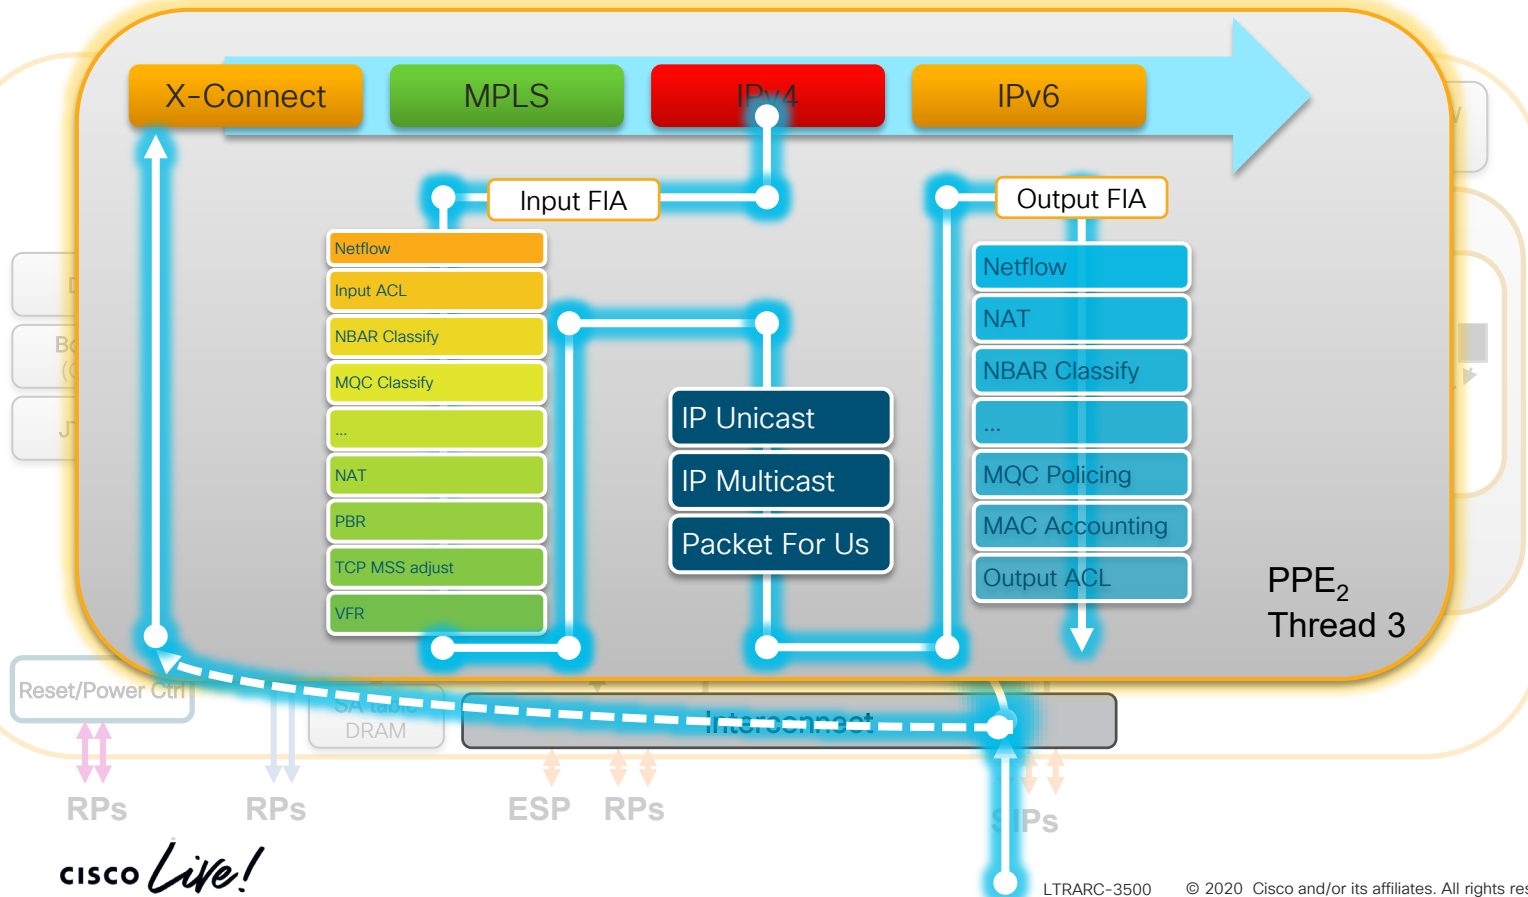 X-Connect
MPLS
IPv4
IPv6
Input FIA
Netflow
Input ACL
NBAR Classify
MQC Classify
...
NAT
PBR
TCP MSS adjust
VFR
IP Unicast
IP Multicast
Packet For Us
Output FIA
Netflow
NAT
NBAR Classify
...
MQC Policing
MAC Accounting
Output ACL
PPE2
Thread 3
Reset/Power Ctrl
SA table
DRAM
Interconnect
RPs
RPs
ESP
RPs
SIPs
CISCO Live!
LTRARC-3500
© 2020 Cisco and/or its affiliates. All rights res